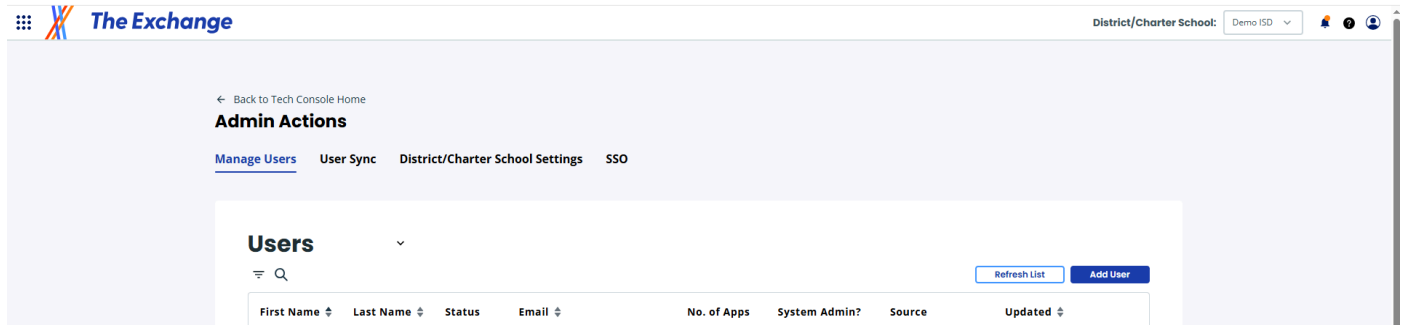 The Exchange
District/Charter School: Demo ISD
Back to Tech Console Home
Admin Actions
Manage Users User Sync District/Charter School Settings SSO
Users
Refresh List Add User
First Name Last Name Status Email No. of Apps System Admin? Source Updated